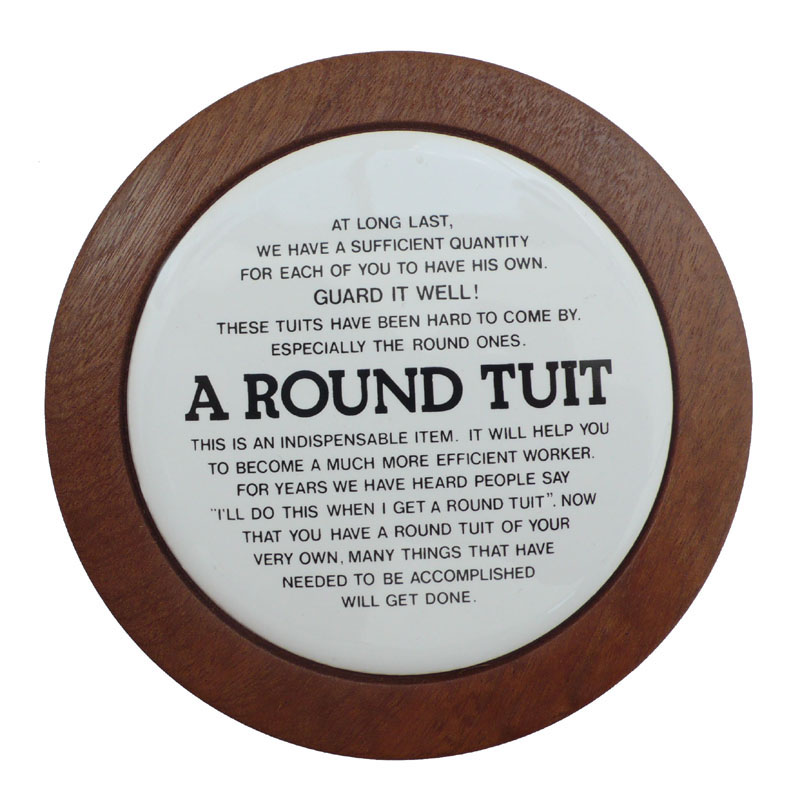 AT LONG LAST,
WE HAVE A SUFFICIENT QUANTITY
FOR EACH OF YOU TO HAVE HIS OWN.
GUARD IT WELL!
THESE TUITS HAVE BEEN HARD TO COME BY.
ESPECIALLY THE ROUND ONES.
A ROUND TUIT
THIS IS AN INDISPENSABLE ITEM. IT WILL HELP YOU
TO BECOME A MUCH MORE EFFICIENT WORKER.
FOR YEARS WE HAVE HEARD PEOPLE SAY
"I'LL DO THIS WHEN I GET A ROUND TUIT". NOW
THAT YOU HAVE A ROUND TUIT OF YOUR
VERY OWN, MANY THINGS THAT HAVE
NEEDED TO BE ACCOMPLISHED
WILL GET DONE.